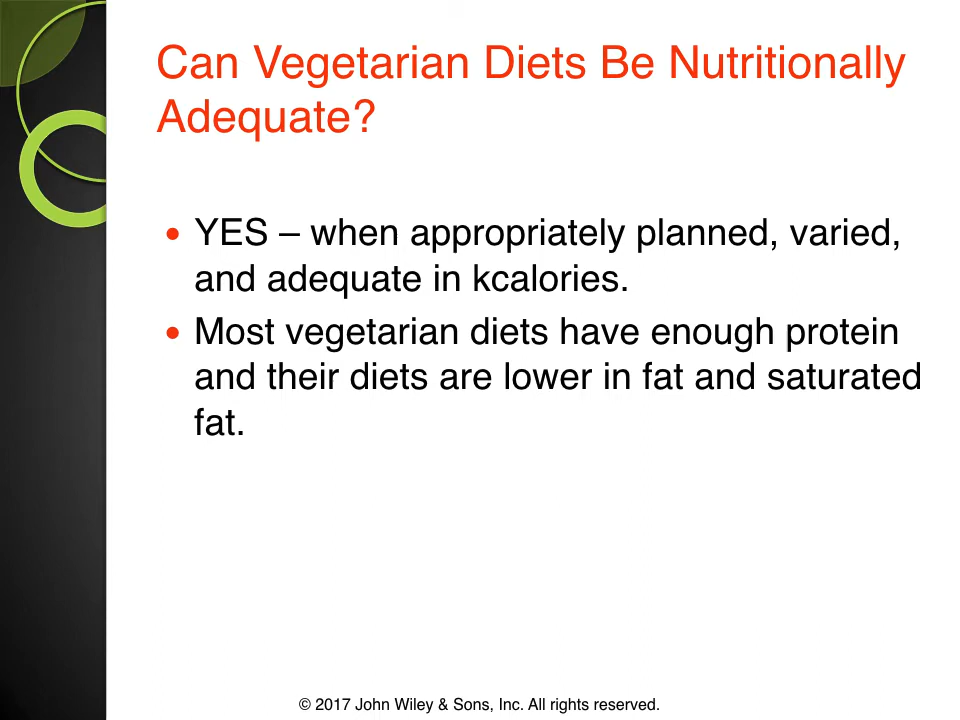 Can Vegetarian Diets Be Nutritionally
Adequate?
• YES – when appropriately planned, varied,
and adequate in kcalories.
• Most vegetarian diets have enough protein
and their diets are lower in fat and saturated
fat.
© 2017 John Wiley & Sons, Inc. All rights reserved.